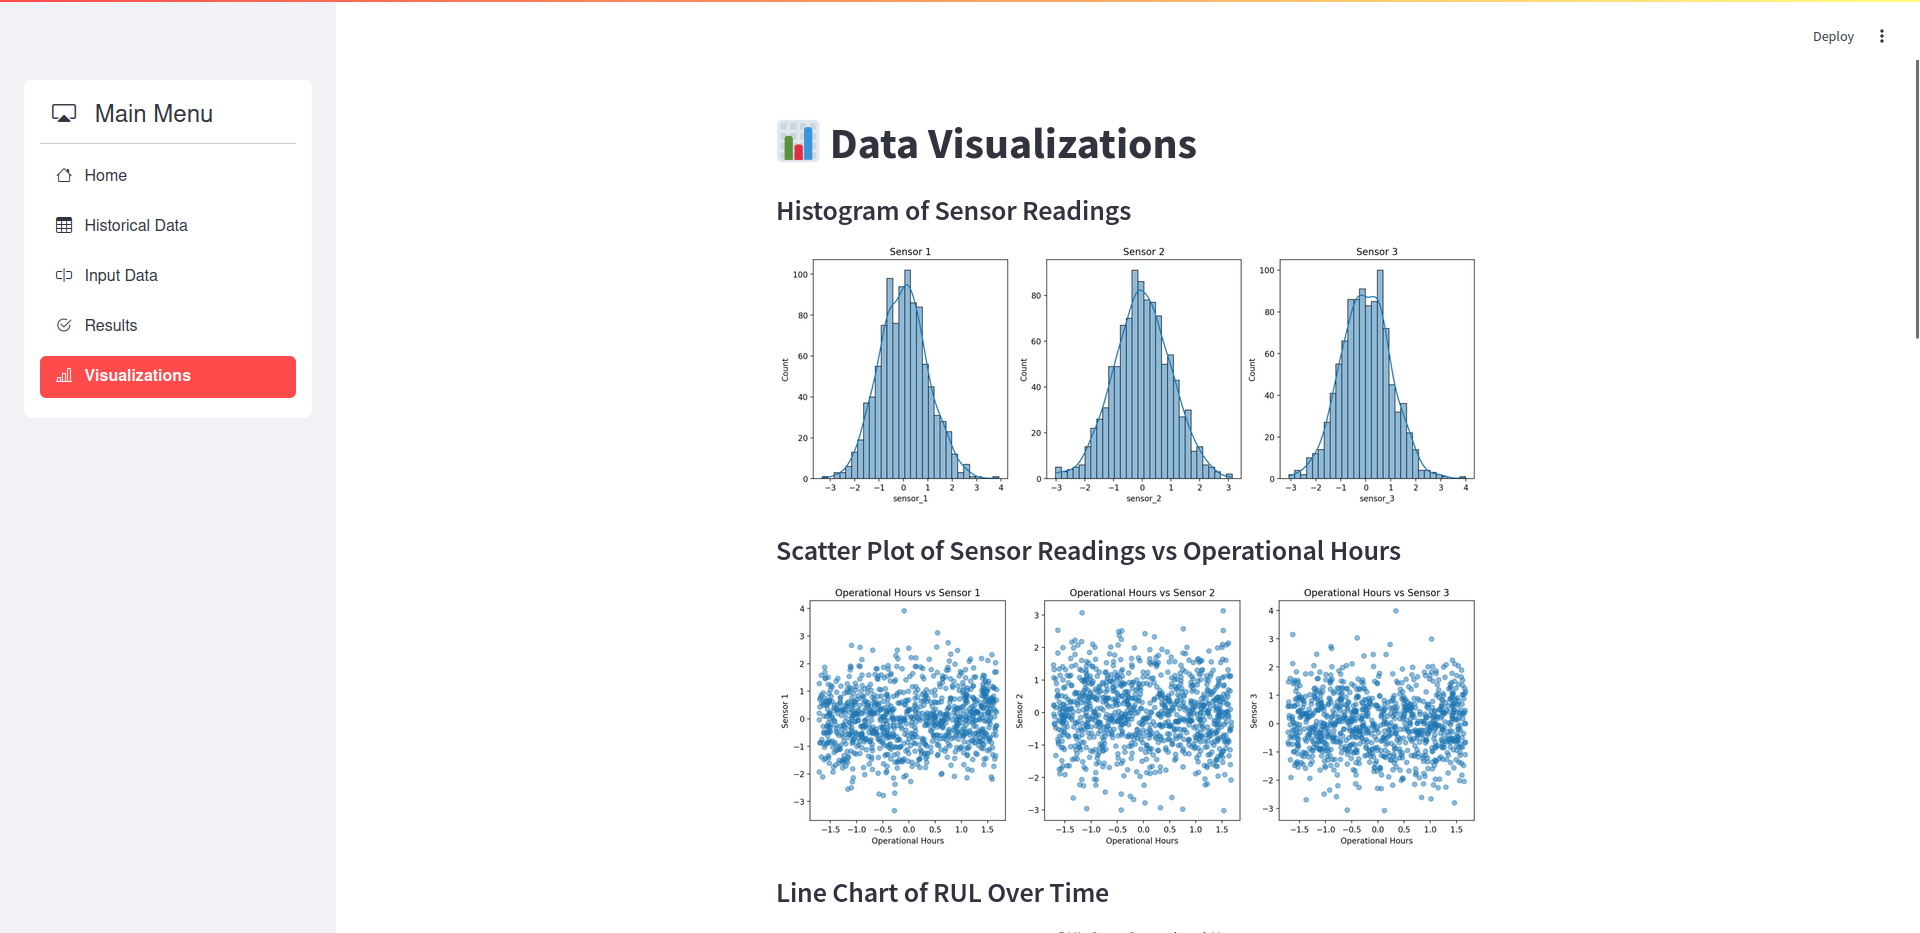 Deploy
Main Menu
Home
Historical Data
Input Data
Results
Visualizations
Data Visualizations
Histogram of Sensor Readings
Sensor 1
Count
100
80
60
40
20
0
−3 −2 −1 0 1 2 3 4
sensor_1
Sensor 2
Count
80
60
40
20
0
−3 −2 −1 0 1 2 3
sensor_2
Sensor 3
Count
100
80
60
40
20
0
−3 −2 −1 0 1 2 3 4
sensor_3
Scatter Plot of Sensor Readings vs Operational Hours
Operational Hours vs Sensor 1
Sensor 1
4
3
2
1
0
−1
−2
−3
−1.5 −1.0 −0.5 0.0 0.5 1.0 1.5
Operational Hours
Operational Hours vs Sensor 2
Sensor 2
3
2
1
0
−1
−2
−3
−1.5 −1.0 −0.5 0.0 0.5 1.0 1.5
Operational Hours
Operational Hours vs Sensor 3
Sensor 3
4
3
2
1
0
−1
−2
−3
−1.5 −1.0 −0.5 0.0 0.5 1.0 1.5
Operational Hours
Line Chart of RUL Over Time